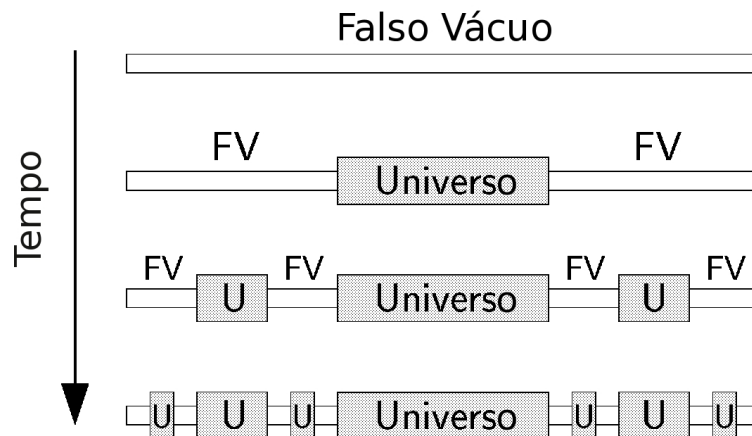 Falso Vácuo
Tempo
FV FV
Universo
FV FV FV FV
U Universo U
U U U Universo U U U